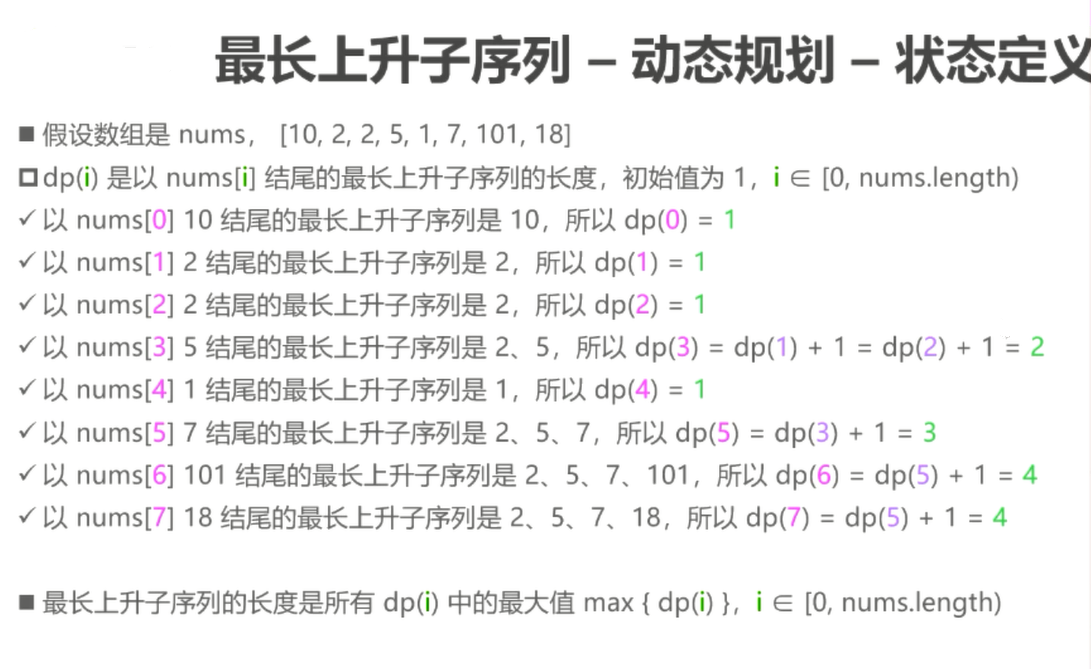 最长上升子序列 – 动态规划 – 状态定义
■ 假设数组是 nums， [10, 2, 2, 5, 1, 7, 101, 18]
dp(i) 是以 nums[i] 结尾的最长上升子序列的长度，初始值为 1，i ∈ [0, nums.length)
✓ 以 nums[0] 10 结尾的最长上升子序列是 10，所以 dp(0) = 1
✓ 以 nums[1] 2 结尾的最长上升子序列是 2，所以 dp(1) = 1
✓ 以 nums[2] 2 结尾的最长上升子序列是 2，所以 dp(2) = 1
✓ 以 nums[3] 5 结尾的最长上升子序列是 2、5，所以 dp(3) = dp(1) + 1 = dp(2) + 1 = 2
✓ 以 nums[4] 1 结尾的最长上升子序列是 1，所以 dp(4) = 1
✓ 以 nums[5] 7 结尾的最长上升子序列是 2、5、7，所以 dp(5) = dp(3) + 1 = 3
✓ 以 nums[6] 101 结尾的最长上升子序列是 2、5、7、101，所以 dp(6) = dp(5) + 1 = 4
✓ 以 nums[7] 18 结尾的最长上升子序列是 2、5、7、18，所以 dp(7) = dp(5) + 1 = 4
■ 最长上升子序列的长度是所有 dp(i) 中的最大值 max { dp(i) }，i ∈ [0, nums.length)